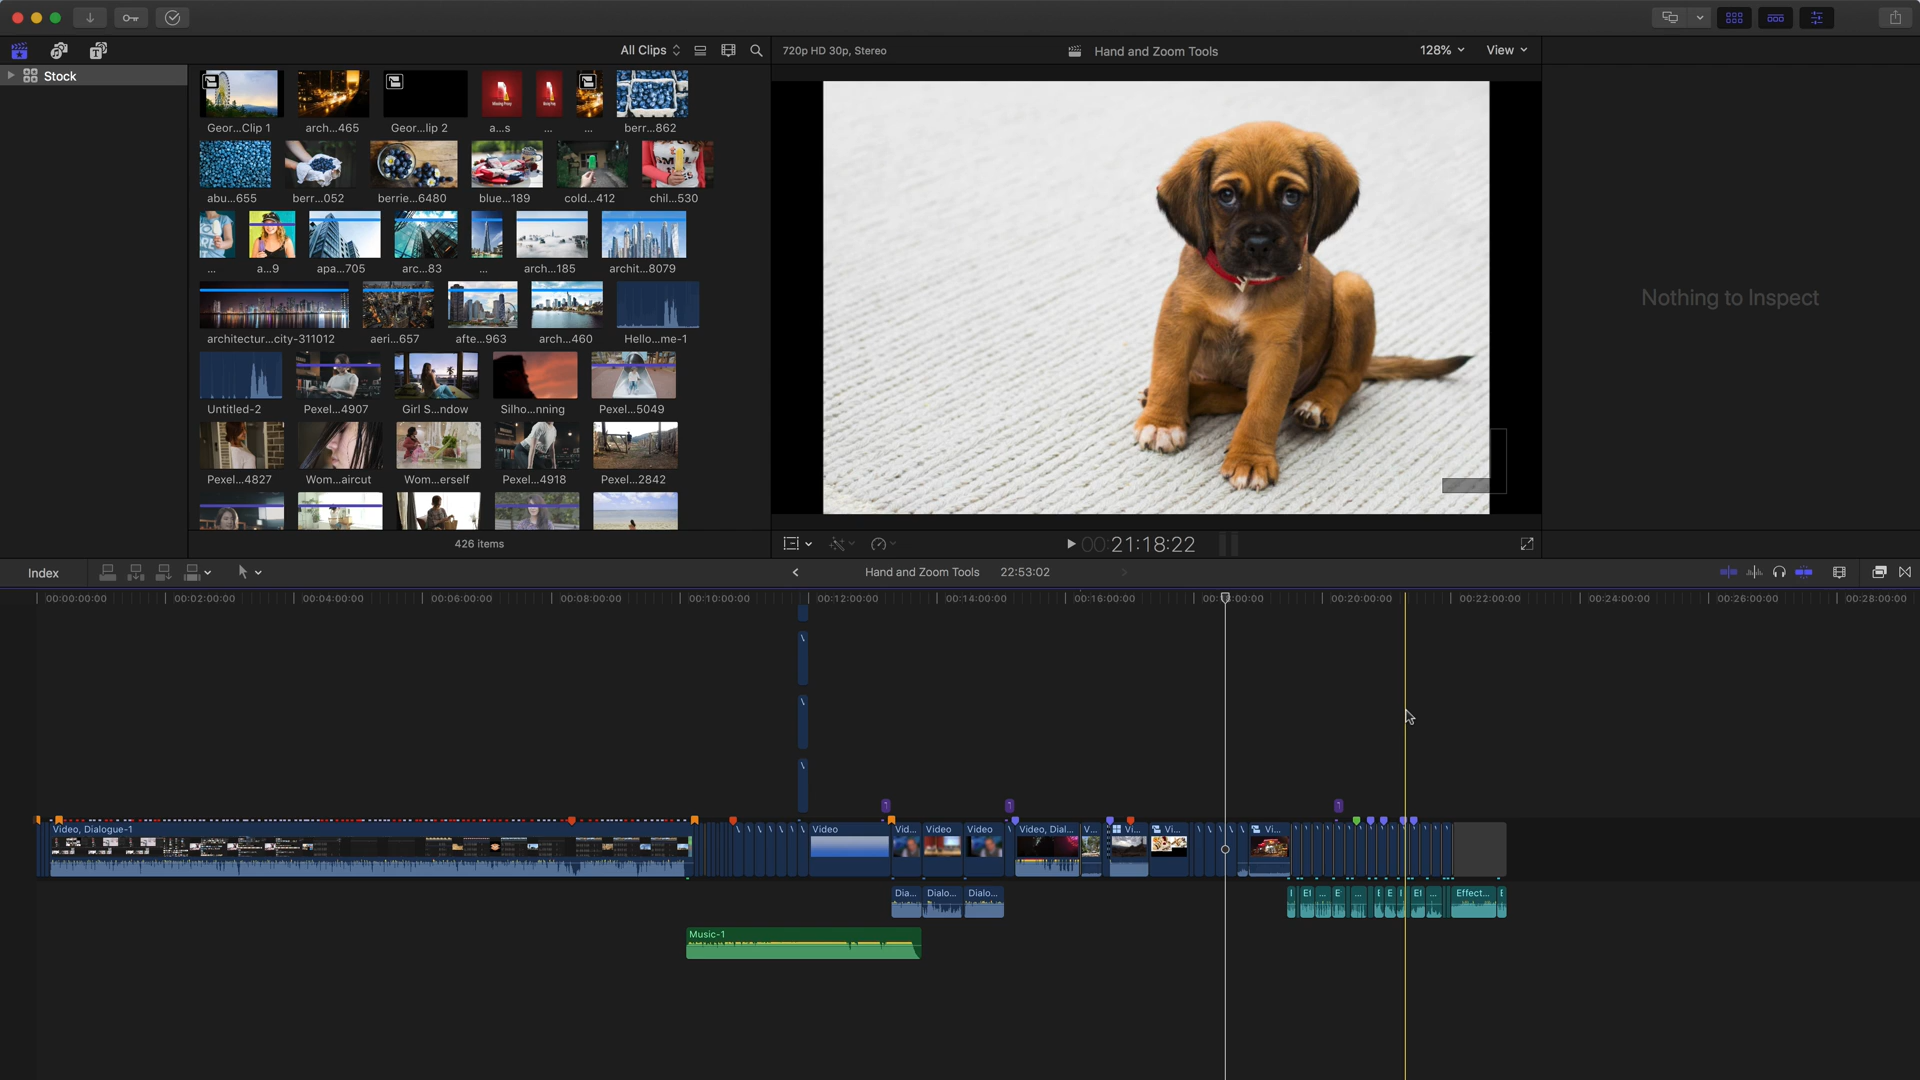 All Clips
720p HD 30p, Stereo
Hand and Zoom Tools
128%
View
Stock
Geor...Clip 1
arch...465
Geor...lip 2
a...s
...
...
berr...862
abu...655
berr...052
berrie...6480
blue...189
cold...412
chil...530
...
a...9
apa...705
arc...83
...
arch...185
archit...8079
architectur...city-311012
aeri...657
afte...963
arch...460
Hello...me-1
Untitled-2
Pexel...4907
Girl S...ndow
Silho...nning
Pexel...5049
Pexel...4827
Wom...aircut
Wom...erself
Pexel...4918
Pexel...2842
426 items
00:21:18:22
Nothing to Inspect
Index
Hand and Zoom Tools
22:53:02
00:00:00:00
00:02:00:00
00:04:00:00
00:06:00:00
00:08:00:00
00:10:00:00
00:12:00:00
00:14:00:00
00:16:00:00
00:18:00:00
00:20:00:00
00:22:00:00
00:24:00:00
00:26:00:00
00:28:00:00
Video, Dialogue-1
Video
Vid...
Video
Video
Video, Dial...
V...
Vi...
Vi...
Vi...
Dia...
Dialo...
Dialo...
Effect...
Music-1